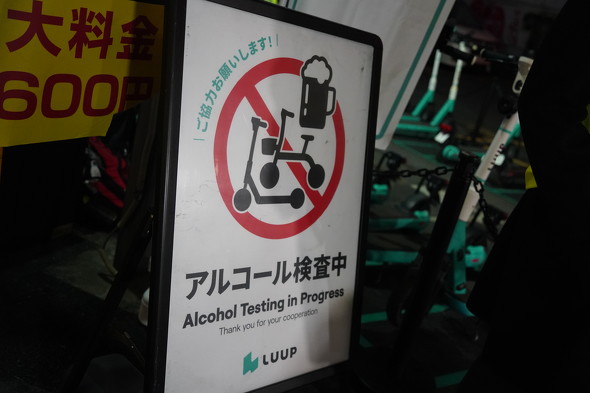 大料金
600円
ご協力お願いします!
アルコール検査中
Alcohol Testing in Progress
Thank you for your cooperation
LUUP
LUUP